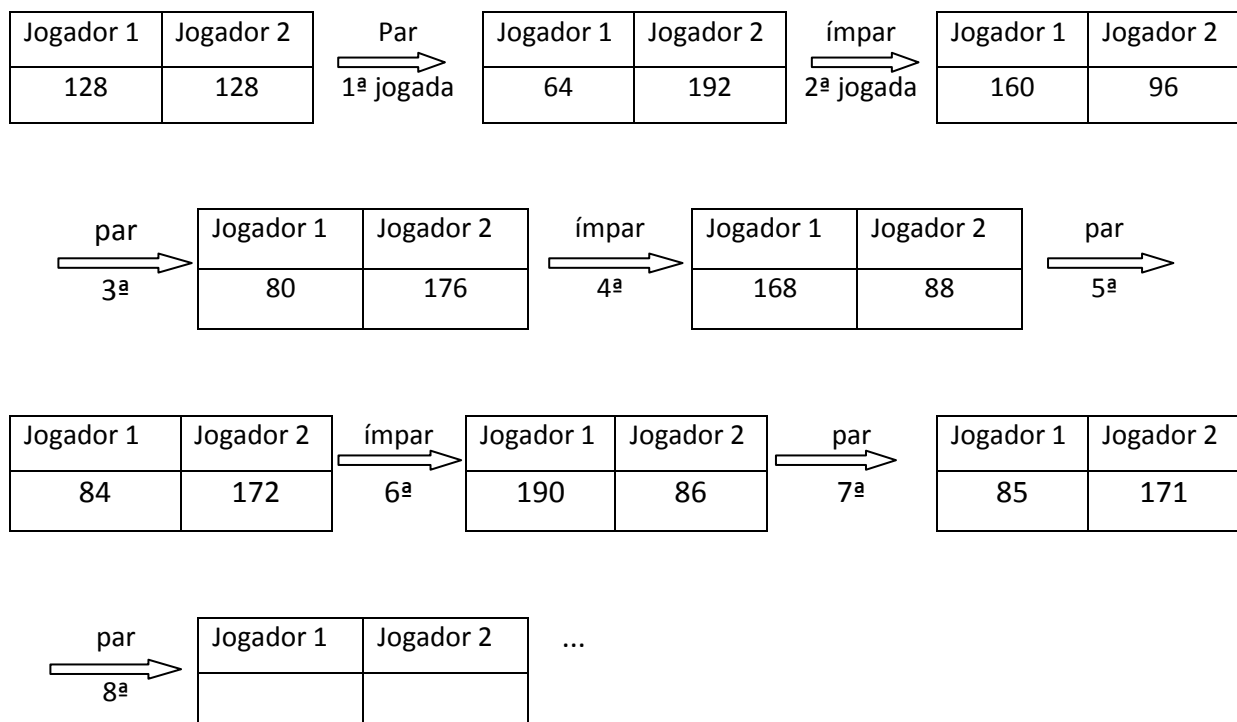 Jogador 1 Jogador 2 Par Jogador 1 Jogador 2 ímpar Jogador 1 Jogador 2
128 128 1ª jogada 64 192 2ª jogada 160 96
par Jogador 1 Jogador 2 ímpar Jogador 1 Jogador 2 par
3ª 80 176 4ª 168 88 5ª
Jogador 1 Jogador 2 ímpar Jogador 1 Jogador 2 par Jogador 1 Jogador 2
84 172 6ª 190 86 7ª 85 171
par Jogador 1 Jogador 2 ...
8ª